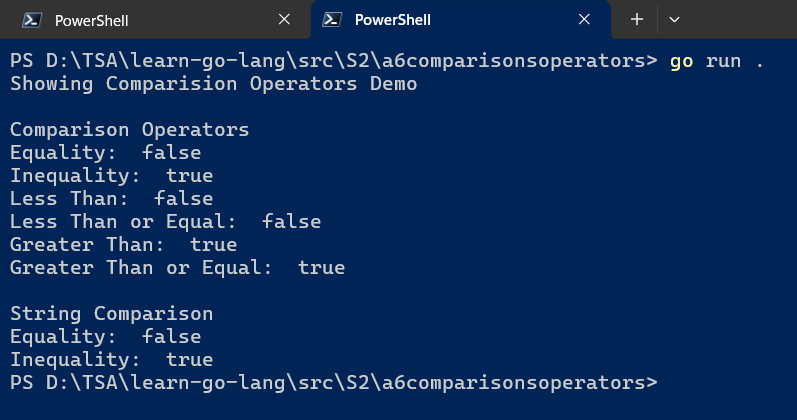 PowerShell
PowerShell
PS D:\TSA\learn-go-lang\src\S2\a6comparisonsoperators> go run .
Showing Comparision Operators Demo

Comparison Operators
Equality:  false
Inequality:  true
Less Than:  false
Less Than or Equal:  false
Greater Than:  true
Greater Than or Equal:  true

String Comparison
Equality:  false
Inequality:  true
PS D:\TSA\learn-go-lang\src\S2\a6comparisonsoperators>